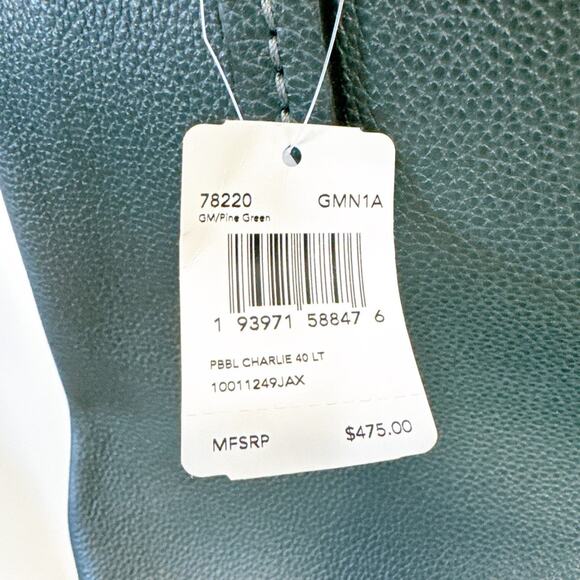 78220 GMN1A
GM/Pine Green
1 93971 58847 6
PBBL CHARLIE 40 LT
10011249JAX
MFSRP $475.00